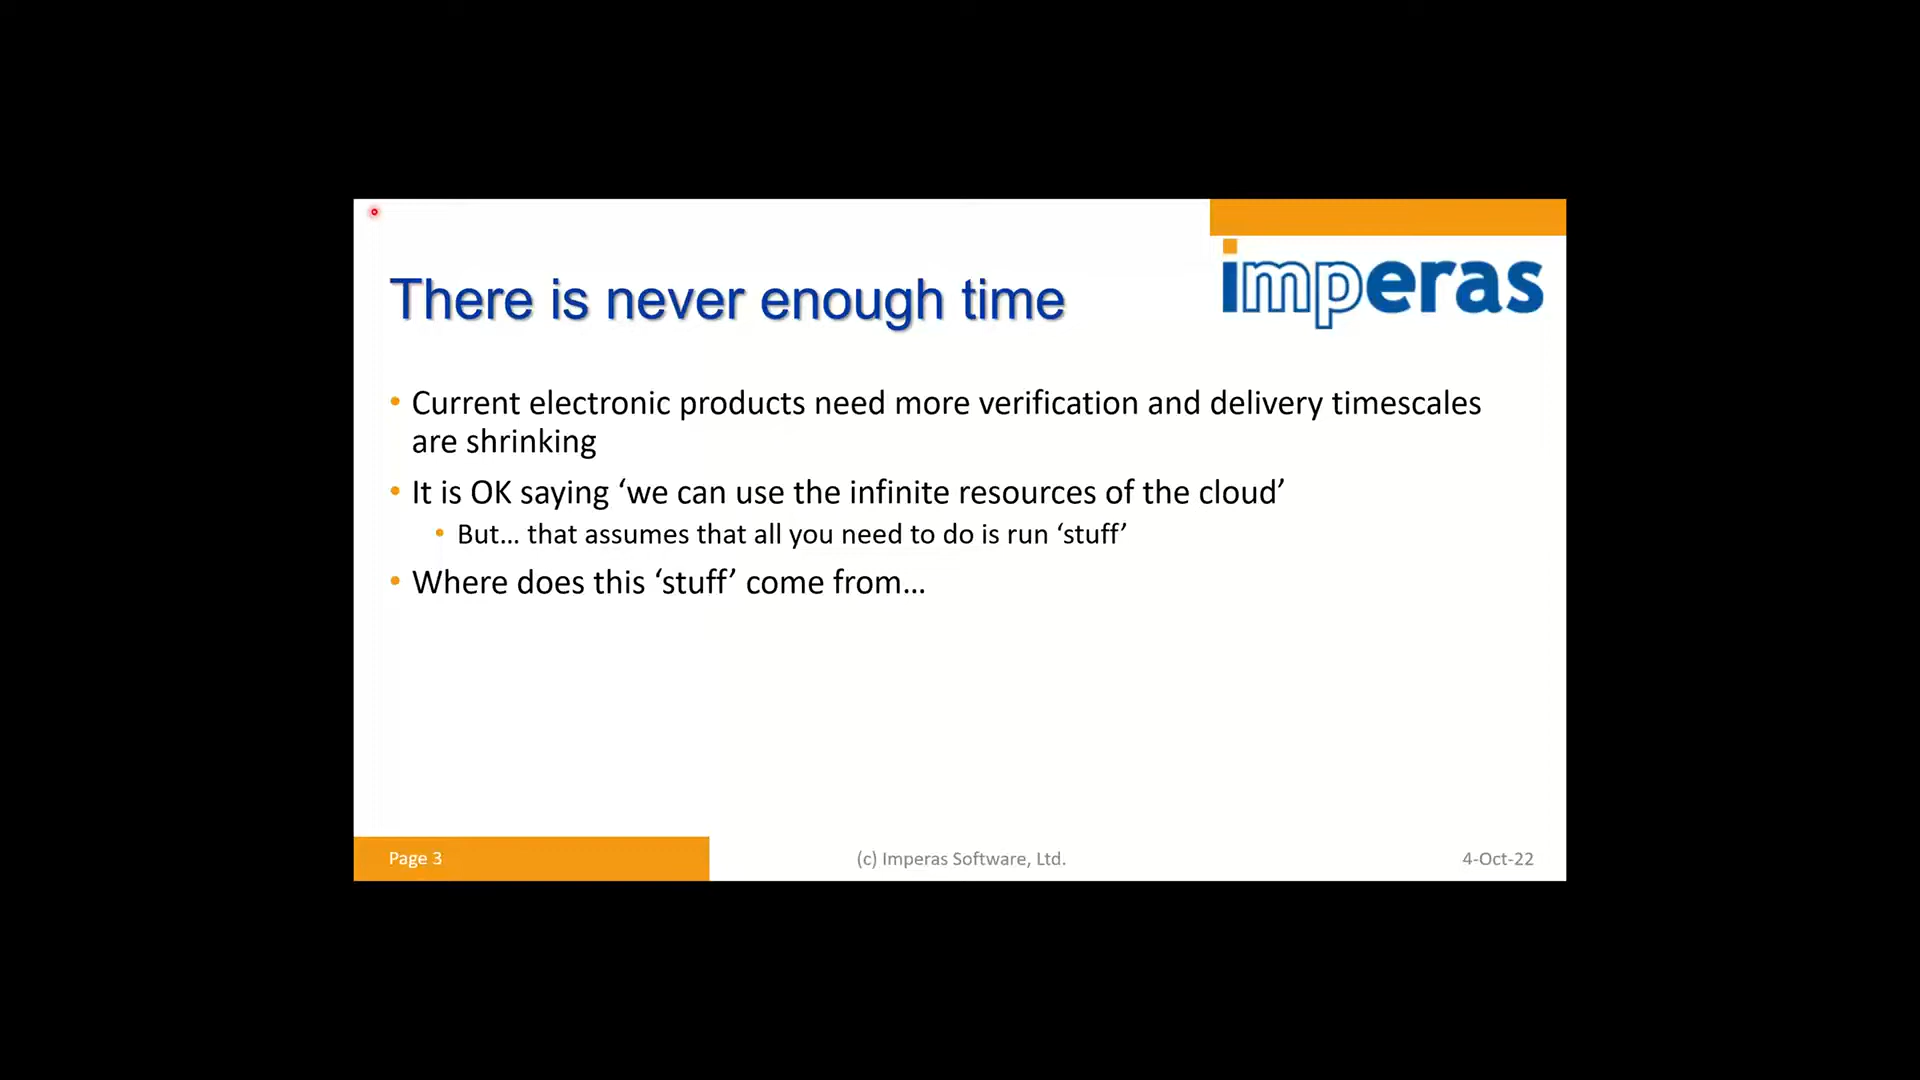 imperas
There is never enough time
• Current electronic products need more verification and delivery timescales
are shrinking
• It is OK saying ‘we can use the infinite resources of the cloud’
• But... that assumes that all you need to do is run ‘stuff’
• Where does this ‘stuff’ come from...
Page 3
(c) Imperas Software, Ltd.
4-Oct-22